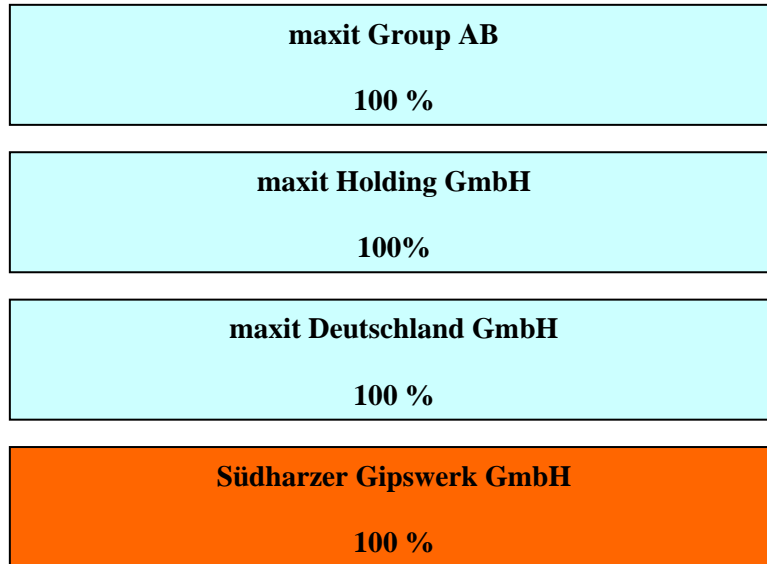 maxit Group AB
100 %
maxit Holding GmbH
100%
maxit Deutschland GmbH
100 %
Südharzer Gipswerk GmbH
100 %